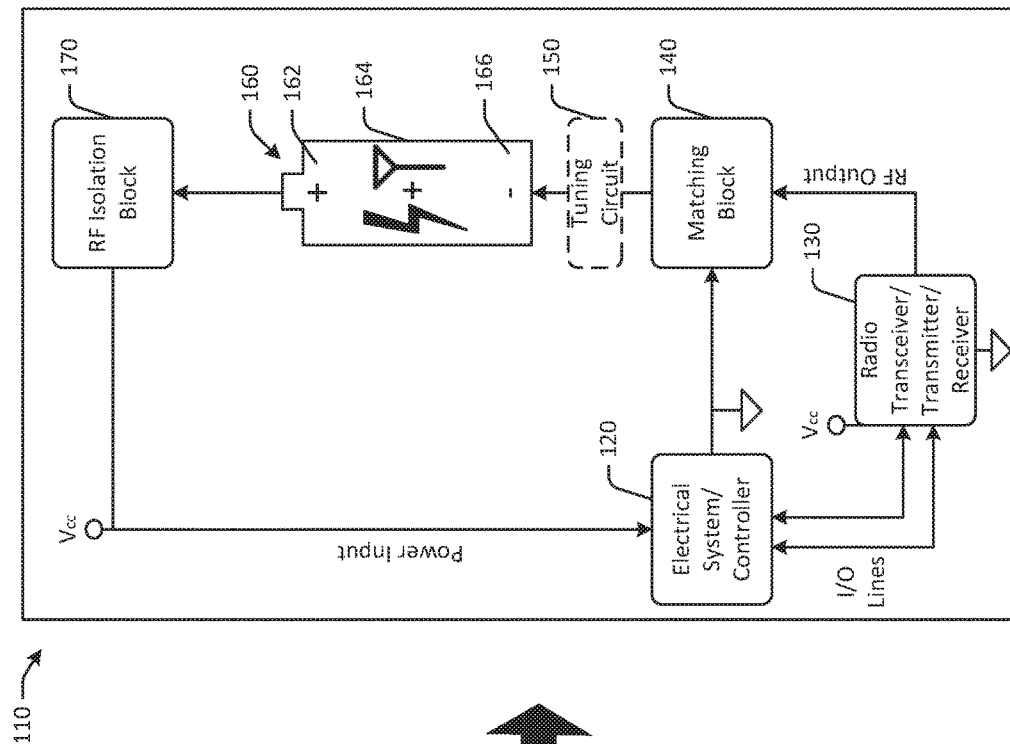 110
170
RF Isolation
Block
160
162
+
164
+
166
-
150
Tuning
Circuit
140
Matching
Block
RF Output
130
Radio
Transceiver/
Transmitter/
Receiver
Vcc
120
Electrical
System/
Controller
I/O
Lines
Power Input
Vcc